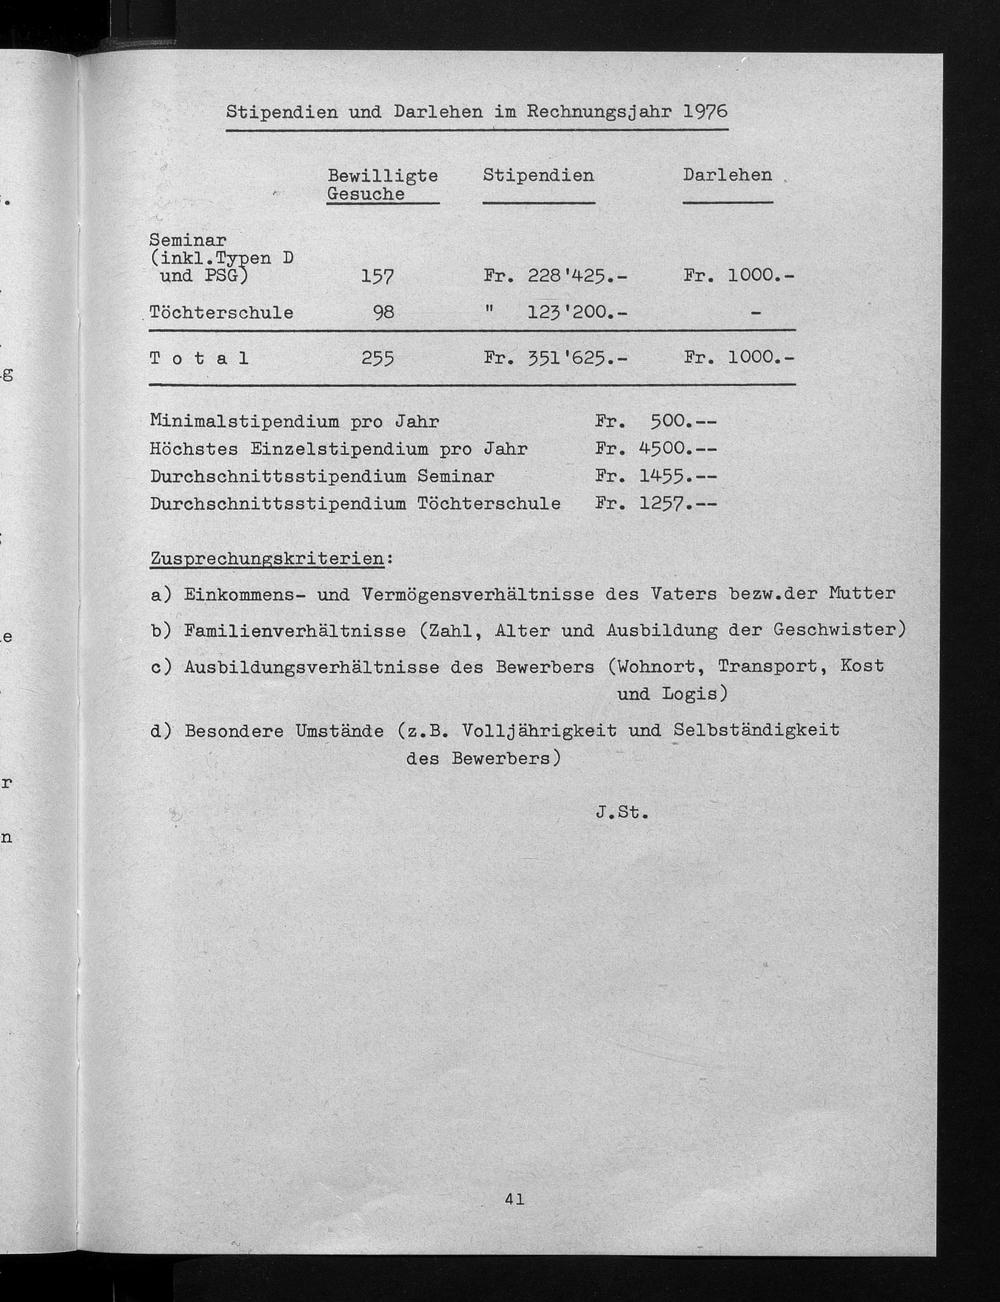 Stipendien und Darlehen im Rechnungsjahr 1976
Bewilligte Gesuche Stipendien Darlehen
Seminar
(inkl.Typen D
und PSG) 157 Fr. 228'425.- Fr. 1000.-
Töchterschule 98 " 123'200.- -
T o t a l 255 Fr. 351'625.- Fr. 1000.-
Minimalstipendium pro Jahr Fr. 500.--
Höchstes Einzelstipendium pro Jahr Fr. 4500.--
Durchschnittsstipendium Seminar Fr. 1455.--
Durchschnittsstipendium Töchterschule Fr. 1257.--
Zusprechungskriterien:
a) Einkommens- und Vermögensverhältnisse des Vaters bezw.der Mutter
b) Familienverhältnisse (Zahl, Alter und Ausbildung der Geschwister)
c) Ausbildungsverhältnisse des Bewerbers (Wohnort, Transport, Kost
und Logis)
d) Besondere Umstände (z.B. Volljährigkeit und Selbständigkeit
des Bewerbers)
J.St.
41